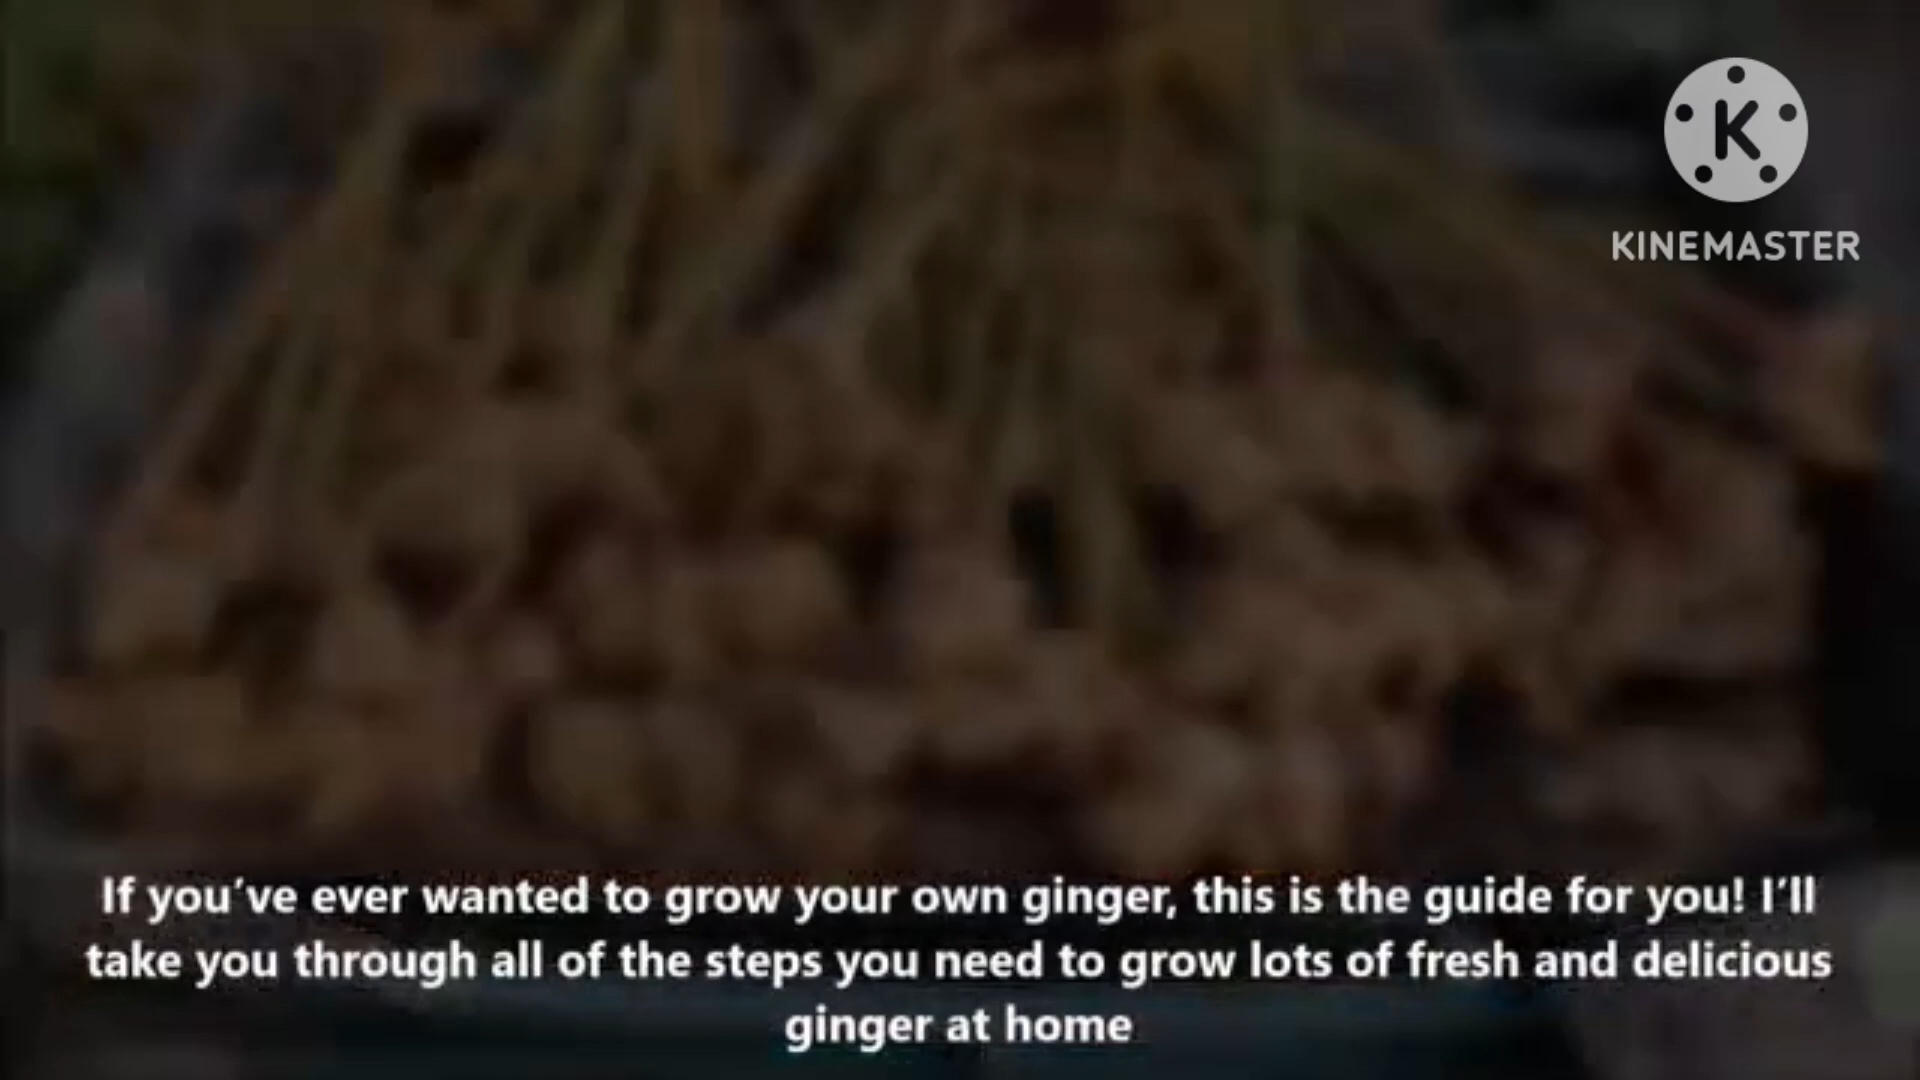 K
KINEMASTER
If you've ever wanted to grow your own ginger, this is the guide for you! I'll
take you through all of the steps you need to grow lots of fresh and delicious
ginger at home